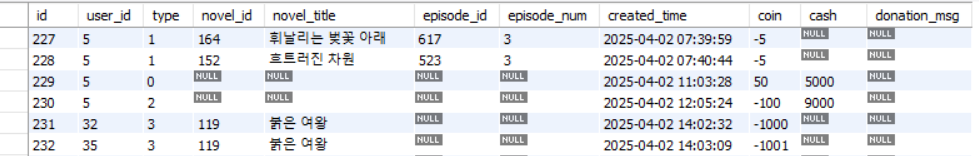 id user_id type novel_id novel_title episode_id episode_num created_time coin cash donation_msg
227 5 1 164 휘날리는 벚꽃 아래 617 3 2025-04-02 07:39:59 -5 NULL NULL
228 5 1 152 흐트러진 차원 523 3 2025-04-02 07:40:44 -5 NULL NULL
229 5 0 NULL NULL NULL NULL 2025-04-02 11:03:28 50 5000 NULL
230 5 2 NULL NULL NULL NULL 2025-04-02 12:05:24 -100 9000 NULL
231 32 3 119 붉은 여왕 NULL NULL 2025-04-02 14:02:32 -1000 NULL NULL
232 35 3 119 붉은 여왕 NULL NULL 2025-04-02 14:03:09 -1001 NULL NULL